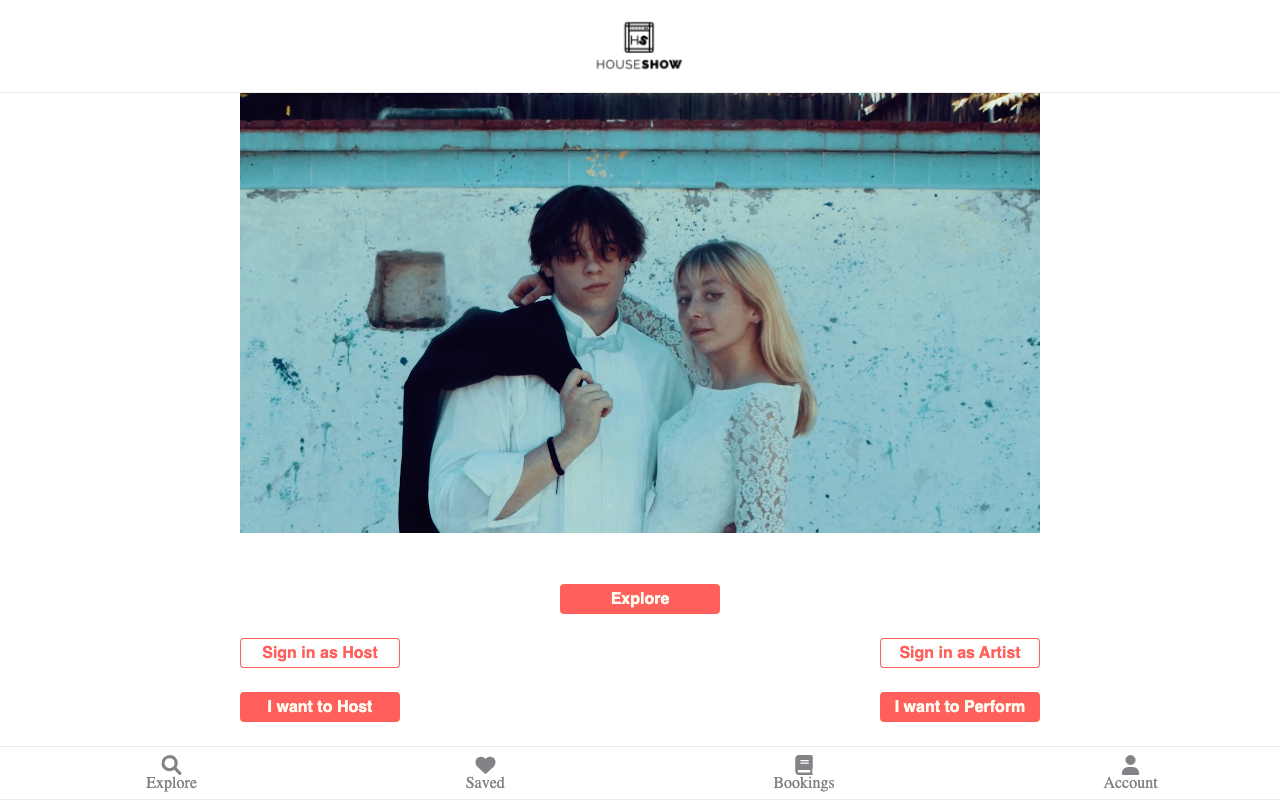 HS
HOUSESHOW
Explore
Sign in as Host
Sign in as Artist
I want to Host
I want to Perform
Explore
Saved
Bookings
Account